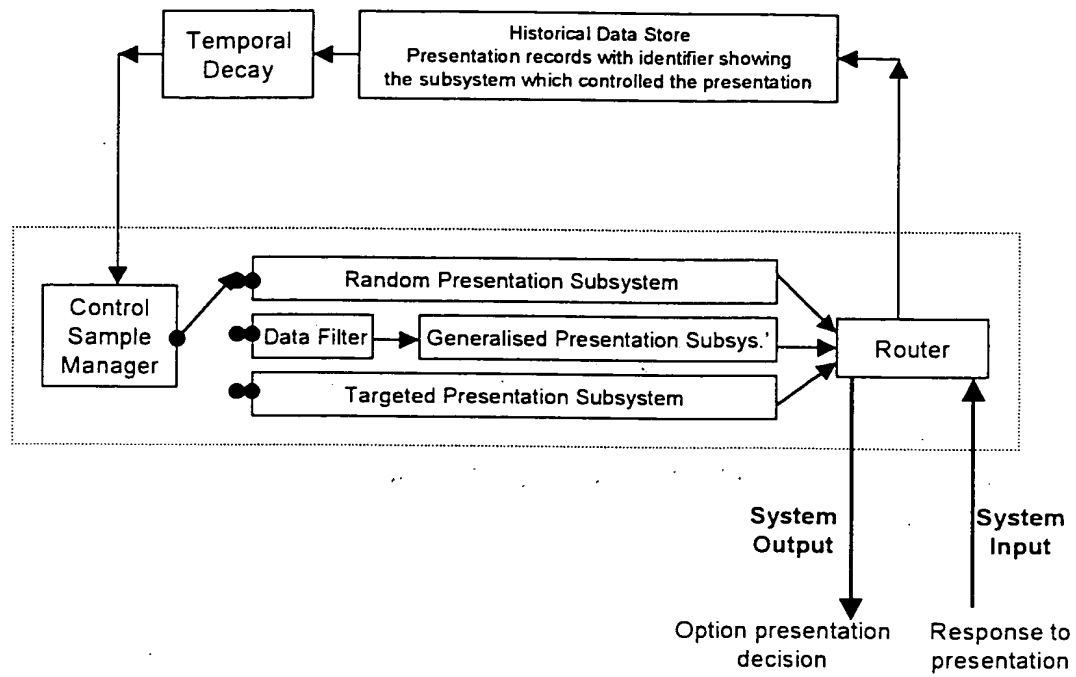 Temporal
Decay
Historical Data Store
Presentation records with identifier showing
the subsystem which controlled the presentation
Control
Sample
Manager
Random Presentation Subsystem
Data Filter
Generalised Presentation Subsys.'
Targeted Presentation Subsystem
Router
System
Output
System
Input
Option presentation
decision
Response to
presentation